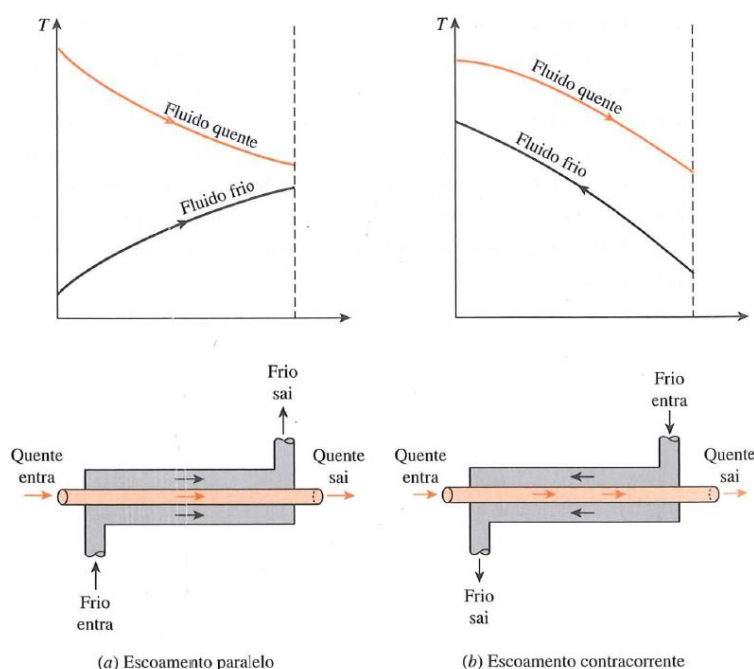 T
Fluido quente
Fluido frio
T
Fluido quente
Fluido frio
Frio
sai
Quente
entra
Quente
sai
Frio
entra
(a) Escoamento paralelo
Frio
entra
Quente
entra
Quente
sai
Frio
sai
(b) Escoamento contracorrente